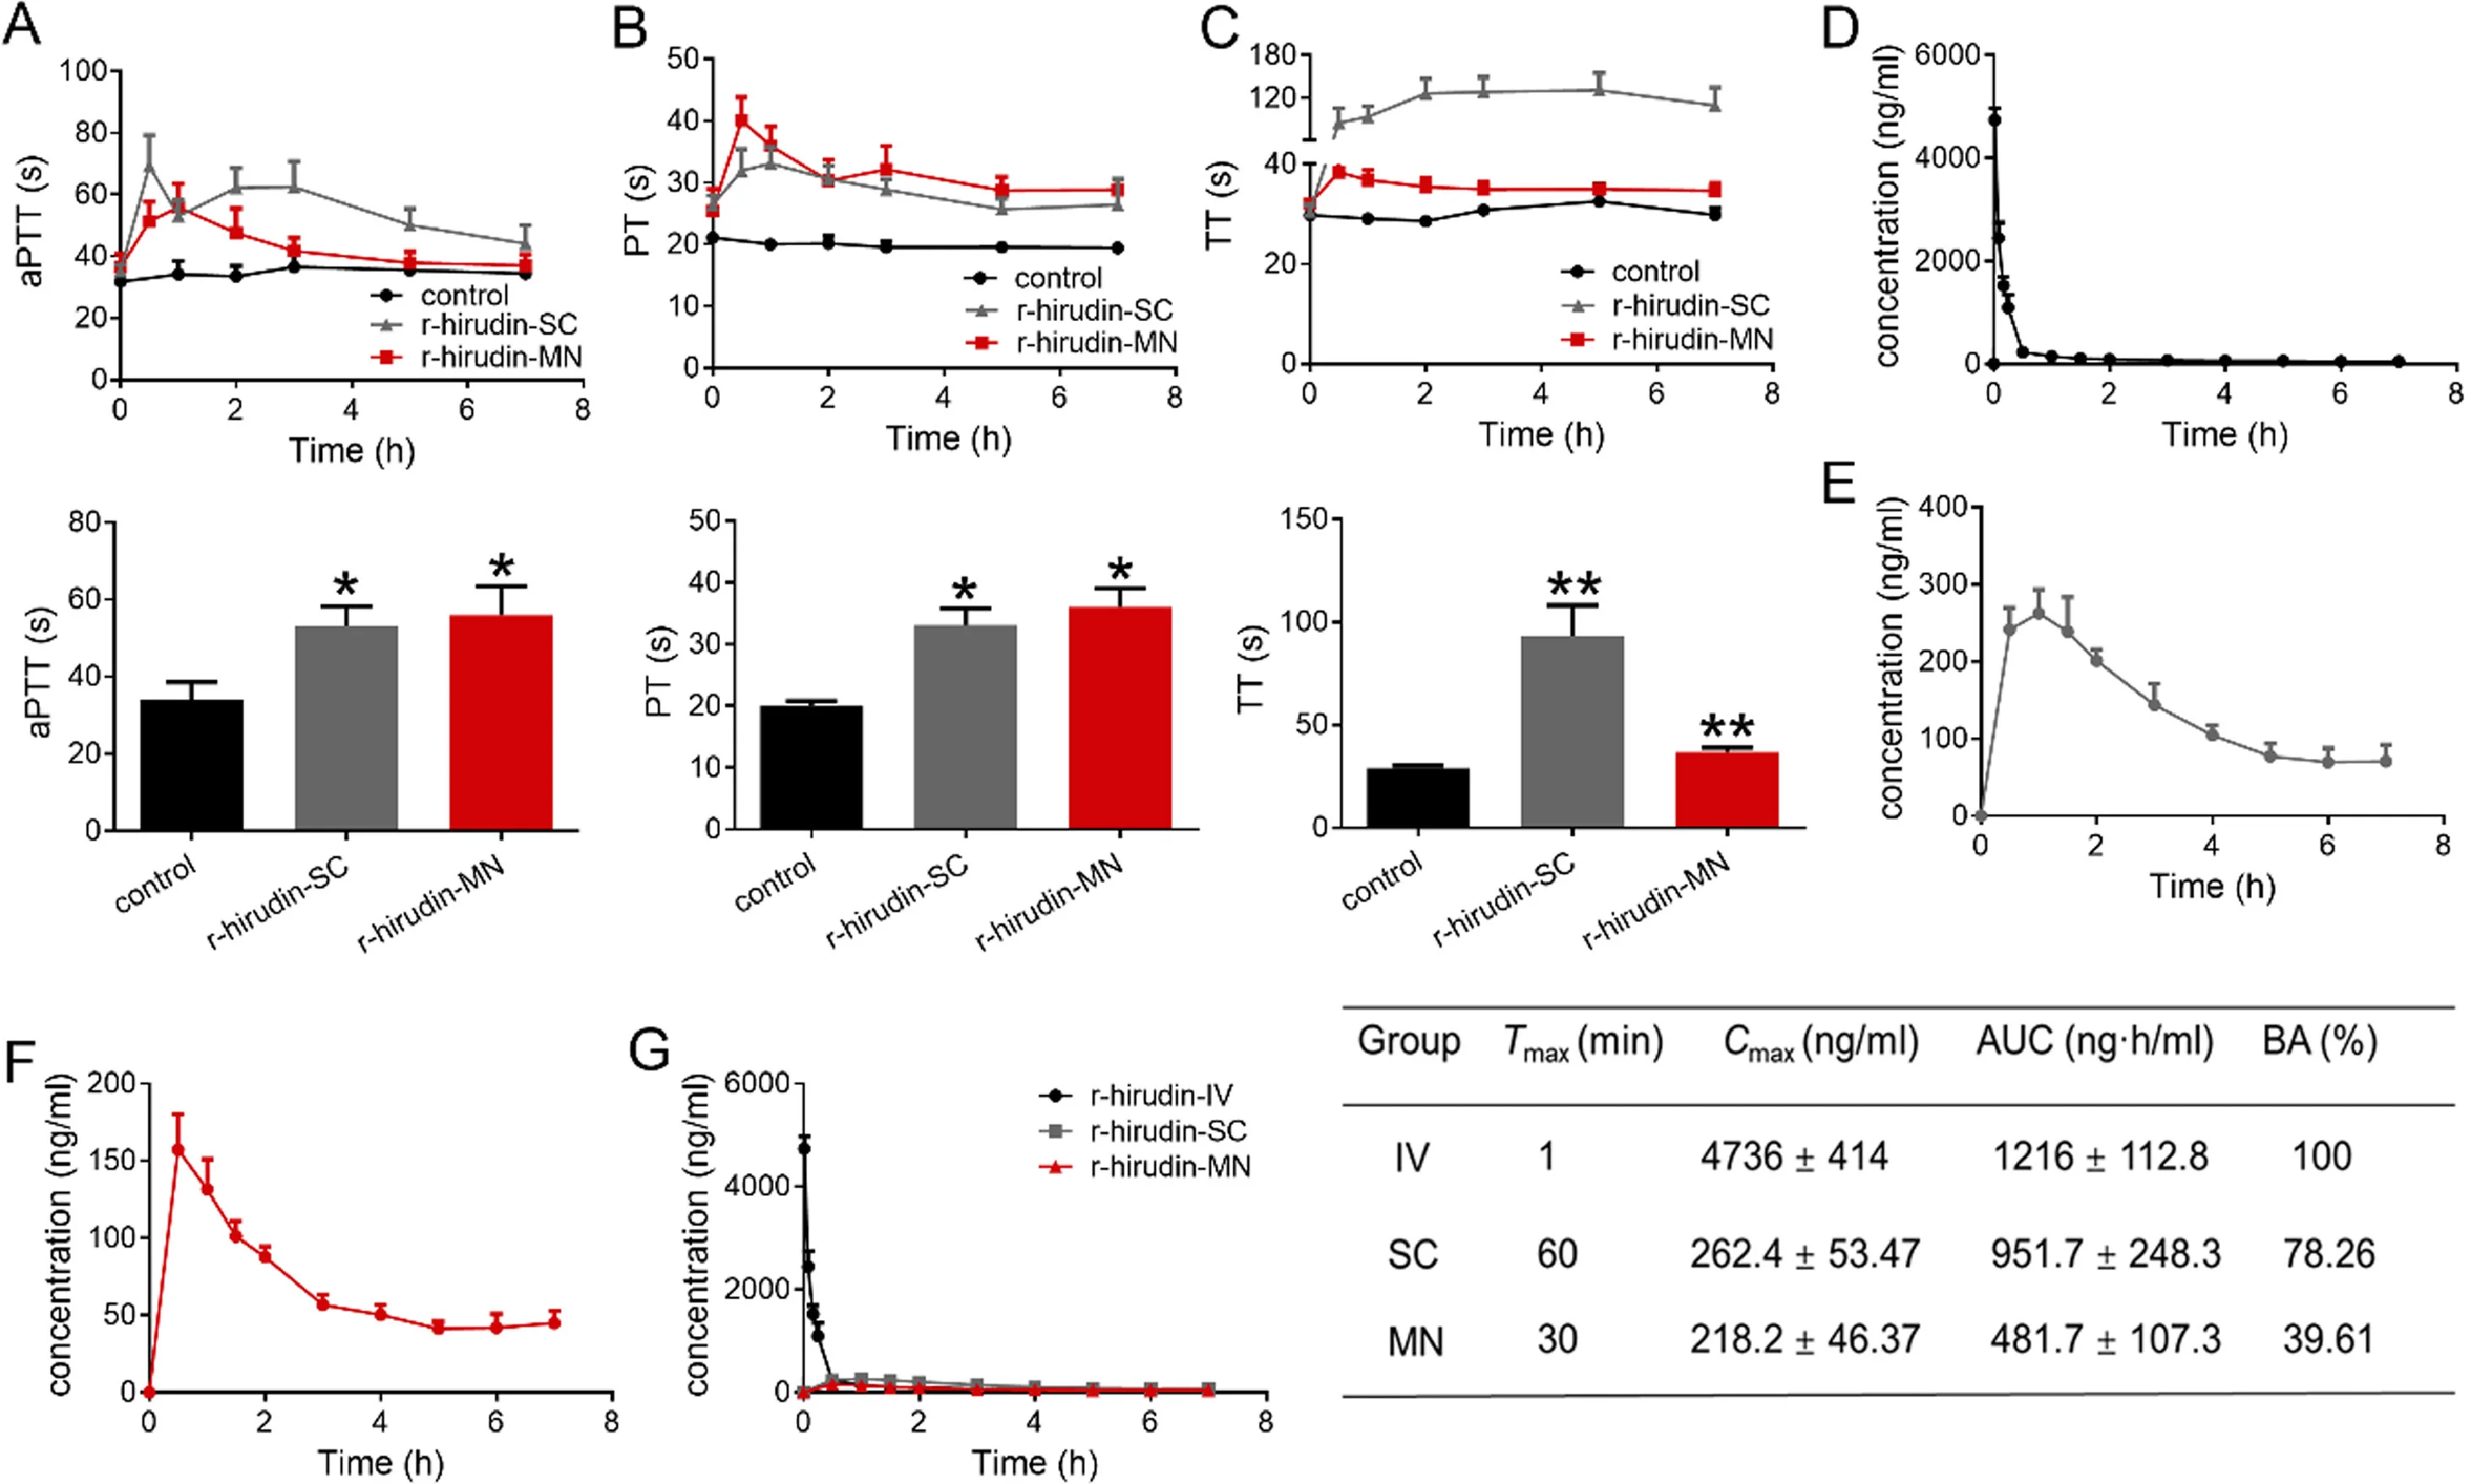 A
100
80
60
40
20
0
aPTT (s)
control
r-hirudin-SC
r-hirudin-MN
0 2 4 6 8
Time (h)
B
50
40
30
20
10
0
PT (s)
control
r-hirudin-SC
r-hirudin-MN
0 2 4 6 8
Time (h)
C
180
120
40
20
0
TT (s)
control
r-hirudin-SC
r-hirudin-MN
0 2 4 6 8
Time (h)
D
6000
4000
2000
0
concentration (ng/ml)
0 2 4 6 8
Time (h)
80
60
40
20
0
aPTT (s)
*
*
control
r-hirudin-SC
r-hirudin-MN
50
40
30
20
10
0
PT (s)
*
*
control
r-hirudin-SC
r-hirudin-MN
150
100
50
0
TT (s)
**
**
control
r-hirudin-SC
r-hirudin-MN
E
400
300
200
100
0
concentration (ng/ml)
0 2 4 6 8
Time (h)
F
200
150
100
50
0
concentration (ng/ml)
0 2 4 6 8
Time (h)
G
6000
4000
2000
0
concentration (ng/ml)
r-hirudin-IV
r-hirudin-SC
r-hirudin-MN
0 2 4 6 8
Time (h)
Group Tmax (min) Cmax (ng/ml) AUC (ng·h/ml) BA (%)
IV 1 4736 ± 414 1216 ± 112.8 100
SC 60 262.4 ± 53.47 951.7 ± 248.3 78.26
MN 30 218.2 ± 46.37 481.7 ± 107.3 39.61